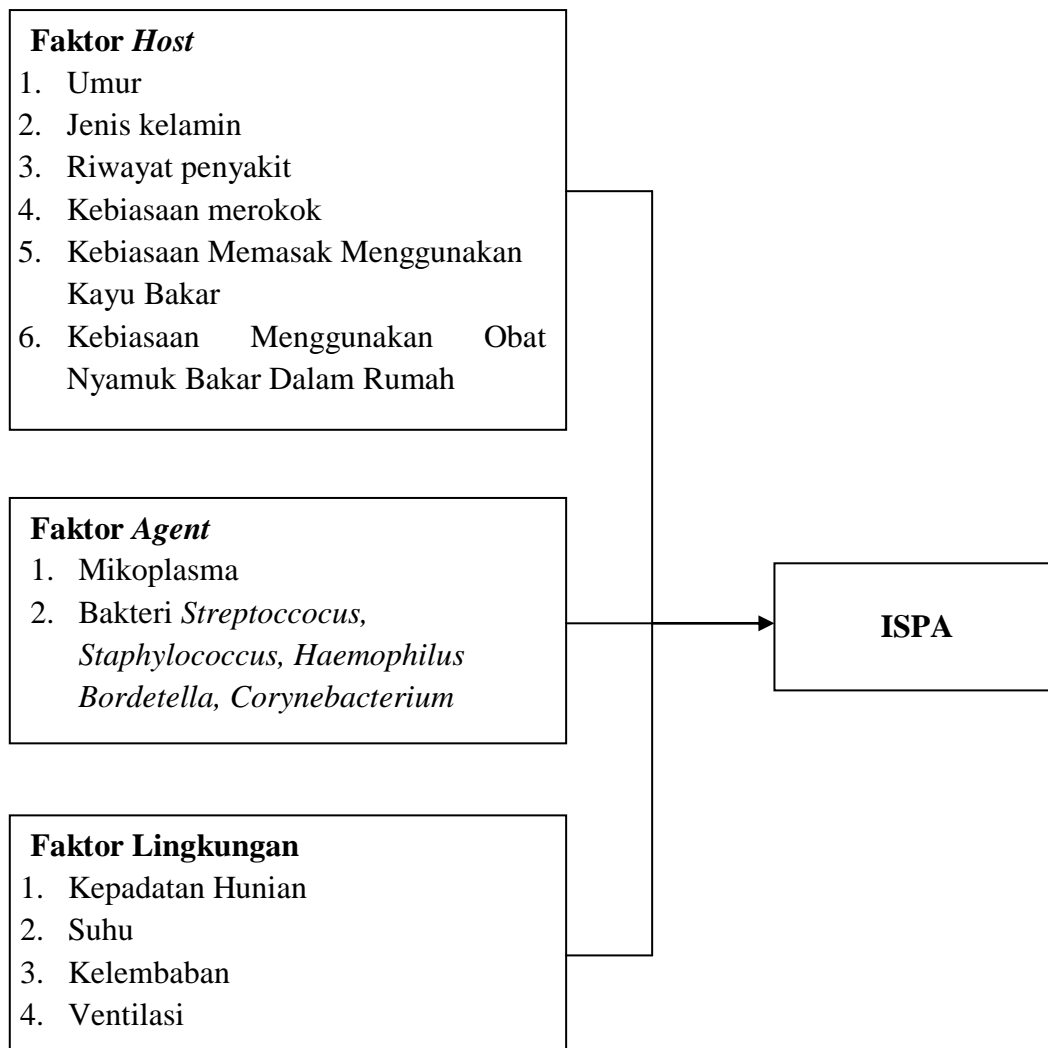 Faktor Host
1. Umur
2. Jenis kelamin
3. Riwayat penyakit
4. Kebiasaan merokok
5. Kebiasaan Memasak Menggunakan
Kayu Bakar
6. Kebiasaan Menggunakan Obat
Nyamuk Bakar Dalam Rumah
Faktor Agent
1. Mikoplasma
2. Bakteri Streptoccocus,
Staphylococcus, Haemophilus
Bordetella, Corynebacterium
ISPA
Faktor Lingkungan
1. Kepadatan Hunian
2. Suhu
3. Kelembaban
4. Ventilasi